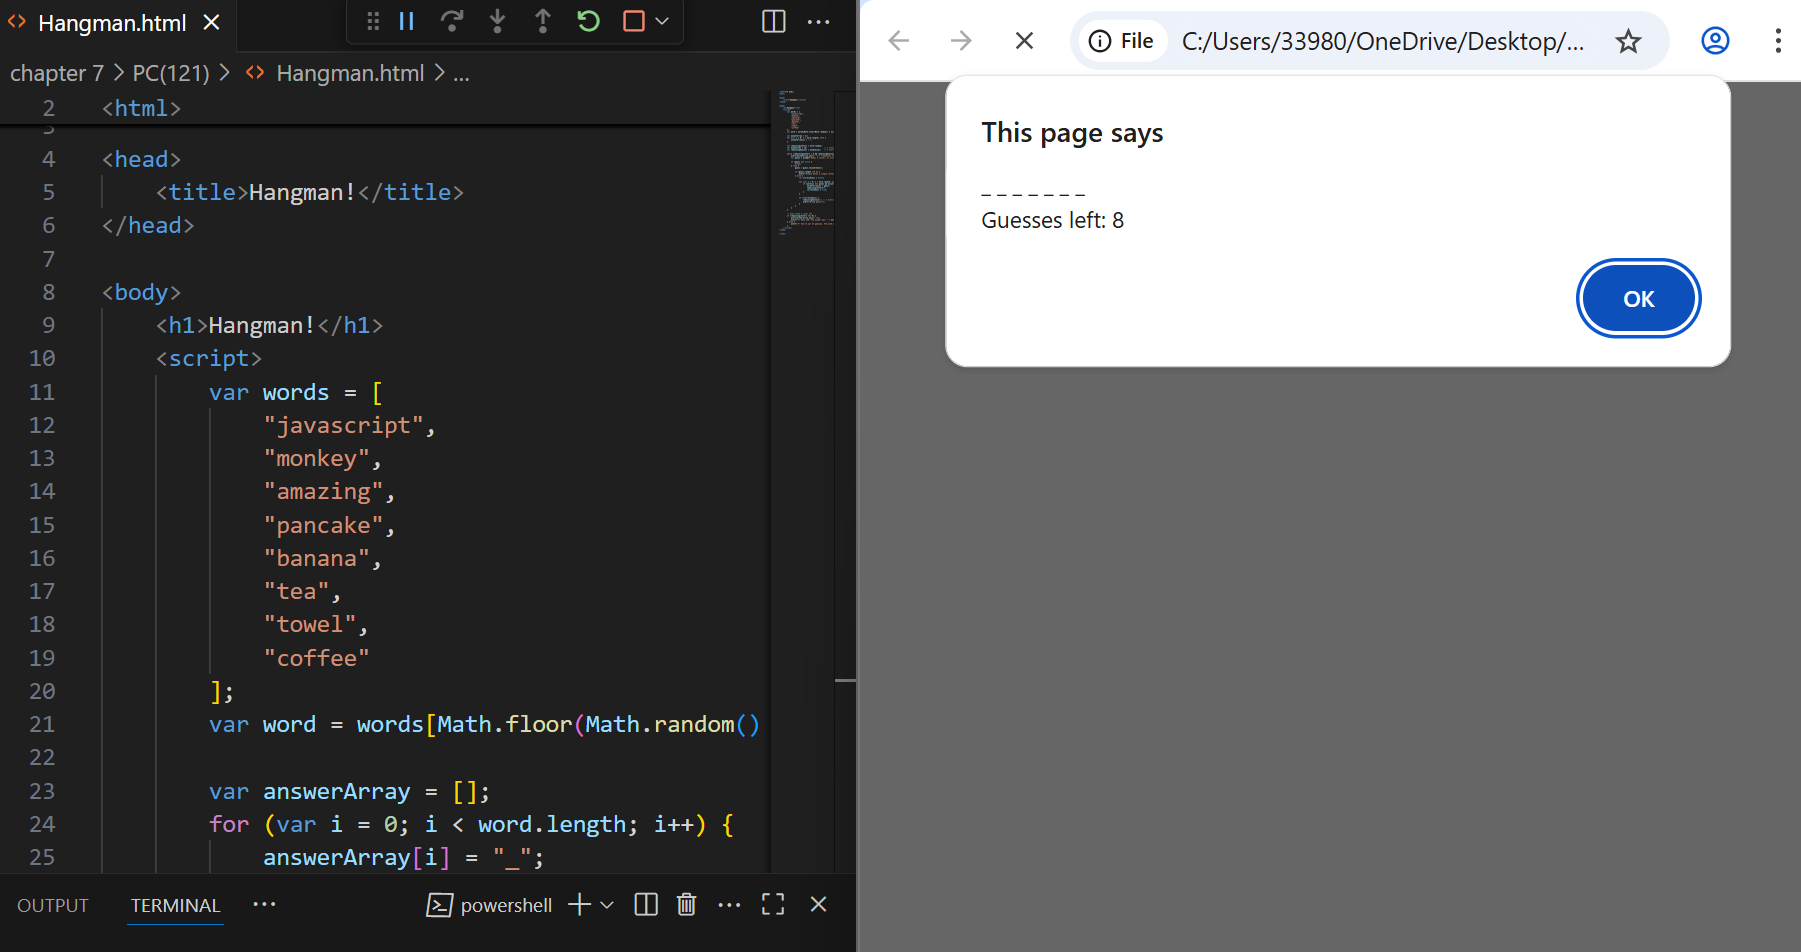 Hangman.html
chapter 7 > PC(121) > Hangman.html > ...
2 <html>
3
4 <head>
5 <title>Hangman!</title>
6 </head>
7
8 <body>
9 <h1>Hangman!</h1>
10 <script>
11 var words = [
12 "javascript",
13 "monkey",
14 "amazing",
15 "pancake",
16 "banana",
17 "tea",
18 "towel",
19 "coffee"
20 ];
21 var word = words[Math.floor(Math.random()
22
23 var answerArray = [];
24 for (var i = 0; i < word.length; i++) {
25 answerArray[i] = "_";
OUTPUT TERMINAL ··· powershell
File C:/Users/33980/OneDrive/Desktop/...
This page says
_ _ _ _ _ _ _
Guesses left: 8
OK